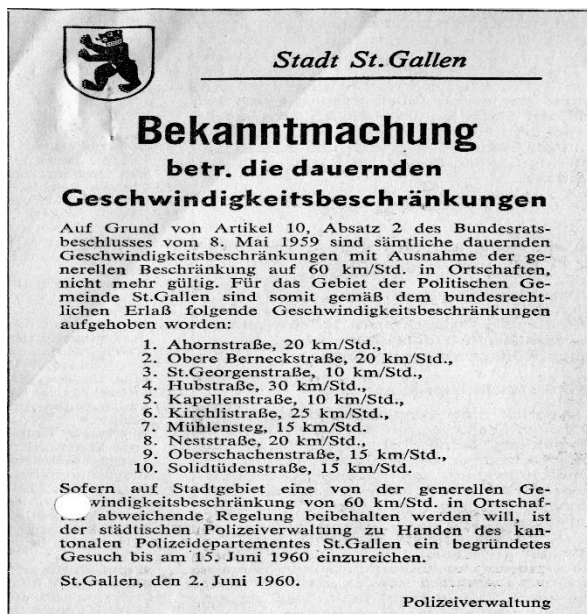 Stadt St.Gallen
Bekanntmachung
betr. die dauernden
Geschwindigkeitsbeschränkungen
Auf Grund von Artikel 10, Absatz 2 des Bundesrats-
beschlusses vom 8. Mai 1959 sind sämtliche dauernden
Geschwindigkeitsbeschränkungen mit Ausnahme der ge-
nerellen Beschränkung auf 60 km/Std. in Ortschaften,
nicht mehr gültig. Für das Gebiet der Politischen Ge-
meinde St.Gallen sind somit gemäß dem bundesrecht-
lichen Erlaß folgende Geschwindigkeitsbeschränkungen
aufgehoben worden:
1. Ahornstraße, 20 km/Std.,
2. Obere Berneckstraße, 20 km/Std.,
3. St.Georgenstraße, 10 km/Std.,
4. Hubstraße, 30 km/Std.,
5. Kapellenstraße, 10 km/Std.,
6. Kirchlistraße, 25 km/Std.,
7. Mühlensteg, 15 km/Std.
8. Neststraße, 20 km/Std.,
9. Oberschachenstraße, 15 km/Std.,
10. Solidtüdenstraße, 15 km/Std.
Sofern auf Stadtgebiet eine von der generellen Ge-
windigkeitsbeschränkung von 60 km/Std. in Ortschaf-
abweichende Regelung beibehalten werden will, ist
der städtischen Polizeiverwaltung zu Handen des kan-
tonalen Polizeidepartementes St.Gallen ein begründetes
Gesuch bis am 15. Juni 1960 einzureichen.
St.Gallen, den 2. Juni 1960.
Polizeiverwaltung